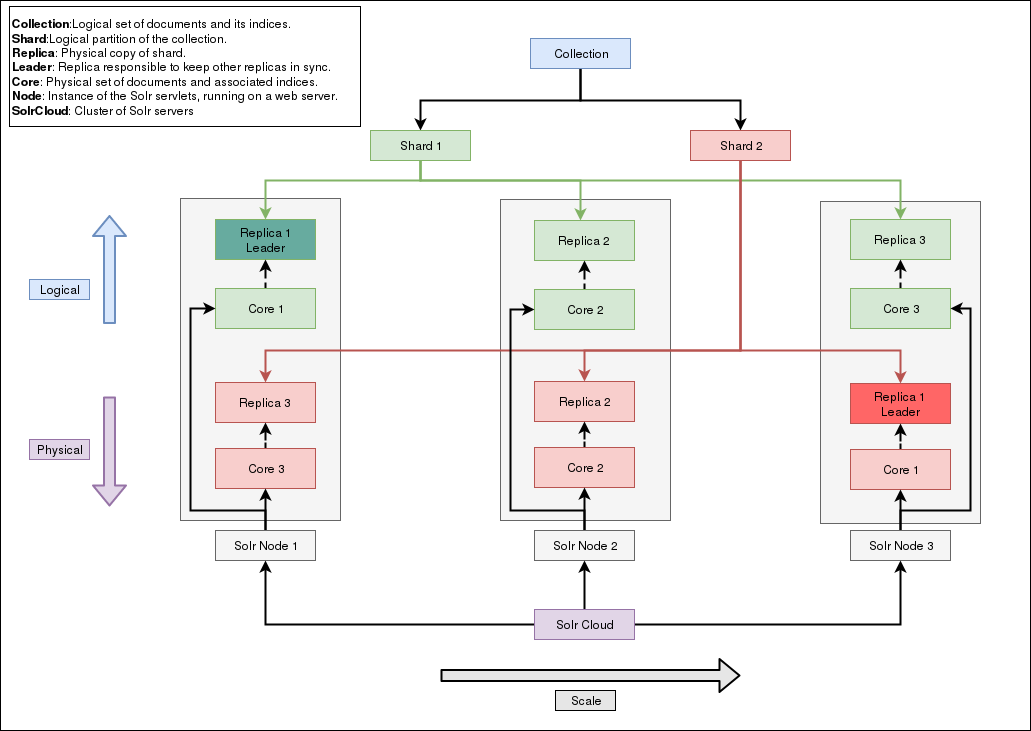 Collection:Logical set of documents and its indices.
Shard:Logical partition of the collection.
Replica: Physical copy of shard.
Leader: Replica responsible to keep other replicas in sync.
Core: Physical set of documents and associated indices.
Node: Instance of the Solr servlets, running on a web server.
SolrCloud: Cluster of Solr servers
Collection
Shard 1
Shard 2
Replica 1
Leader
Replica 2
Replica 3
Logical
Core 1
Core 2
Core 3
Replica 3
Replica 2
Replica 1
Leader
Physical
Core 3
Core 2
Core 1
Solr Node 1
Solr Node 2
Solr Node 3
Solr Cloud
Scale